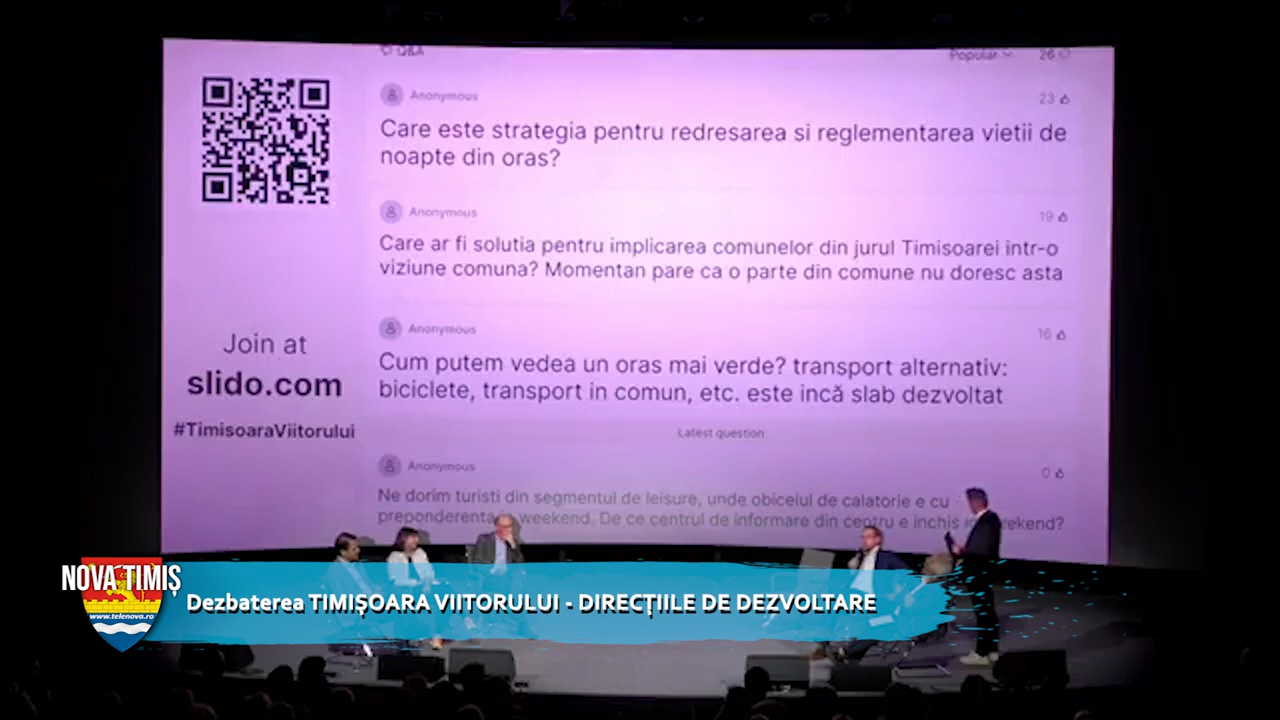 Q&A
Popular
26
Anonymous
23
Care este strategia pentru redresarea si reglementarea vietii de
noapte din oras?
Anonymous
19
Care ar fi solutia pentru implicarea comunelor din jurul Timisoarei intr-o
viziune comuna? Momentan pare ca o parte din comune nu doresc asta
Anonymous
16
Cum putem vedea un oras mai verde? transport alternativ:
biciclete, transport in comun, etc. este incă slab dezvoltat
Latest question
Anonymous
0
Ne dorim turisti din segmentul de leisure, unde obiceiul de calatorie e cu
preponderenta weekend. De ce centrul de informare din centru e inchis
Join at
slido.com
#TimisoaraViitorului
NOVA TIMIȘ
www.telenova.ro
Dezbaterea TIMIȘOARA VIITORULUI - DIRECȚIILE DE DEZVOLTARE